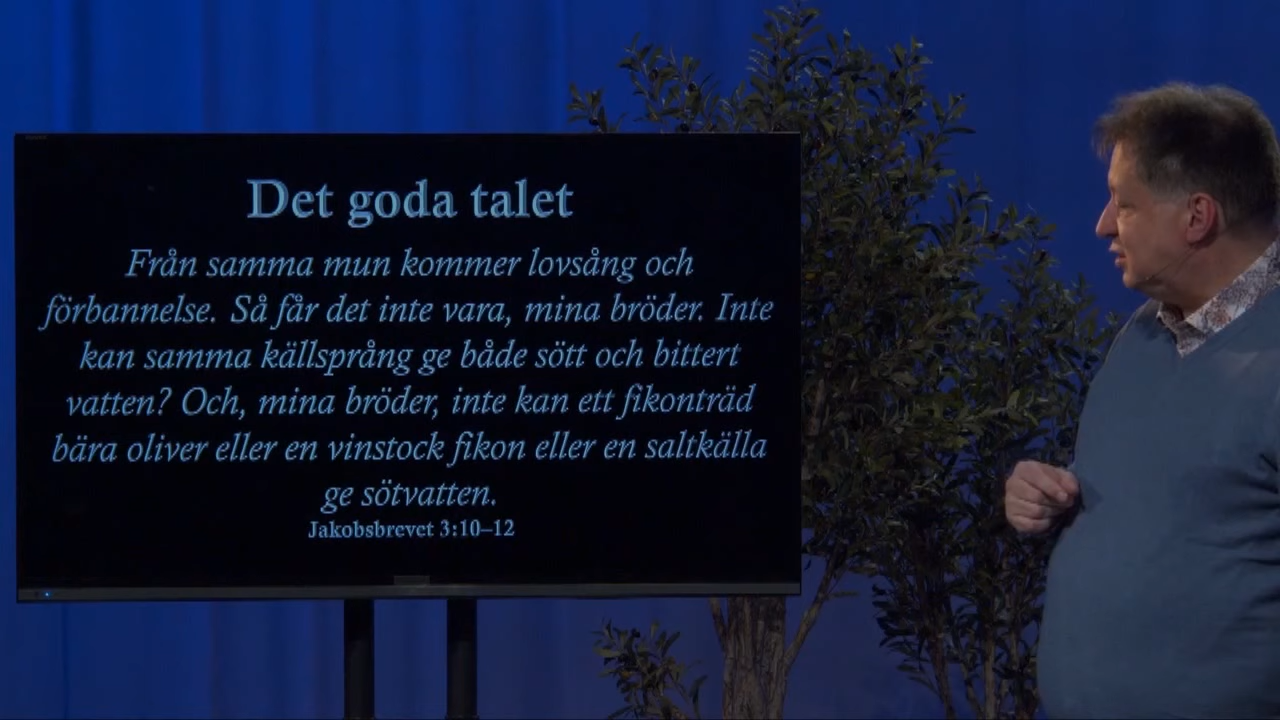 Det goda talet
Från samma mun kommer lovsång och
förbannelse. Så får det inte vara, mina bröder. Inte
kan samma källsprång ge både sött och bittert
vatten? Och, mina bröder, inte kan ett fikonträd
bära oliver eller en vinstock fikon eller en saltkälla
ge sötvatten.
Jakobsbrevet 3:10–12